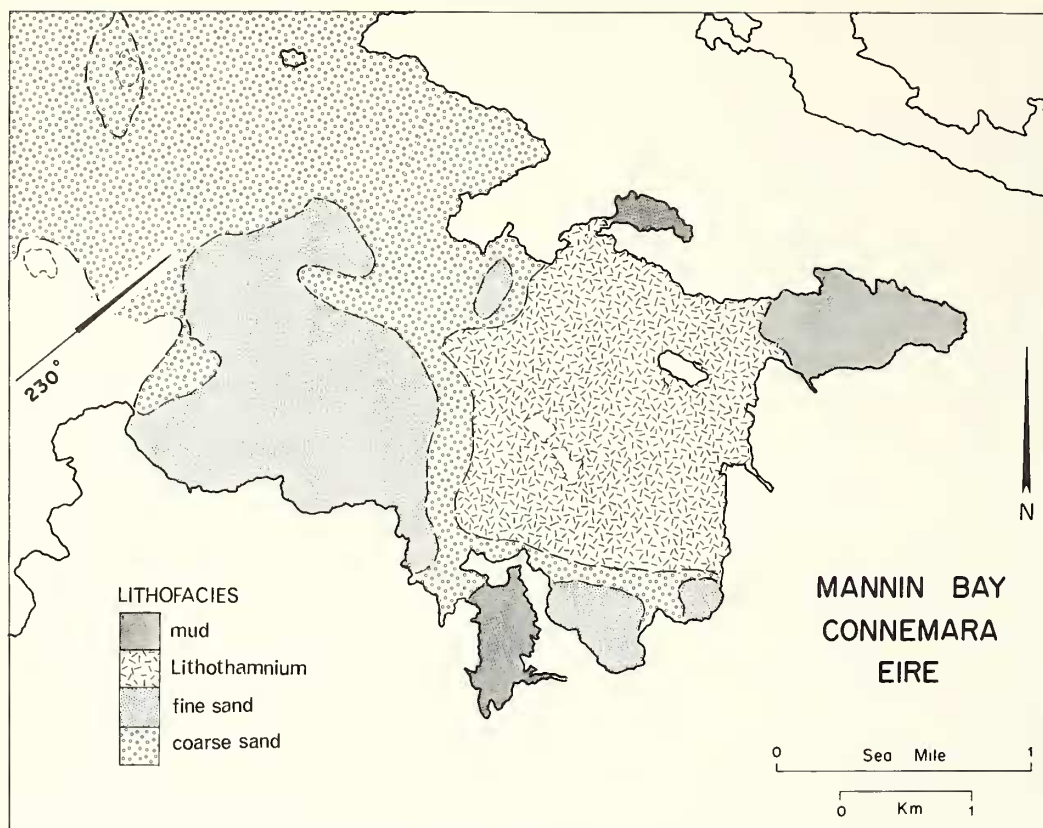 230°
N
LITHOFACIES
mud
Lithothamnium
fine sand
coarse sand
MANNIN BAY
CONNEMARA
EIRE
0 Sea Mile 1
0 Km 1